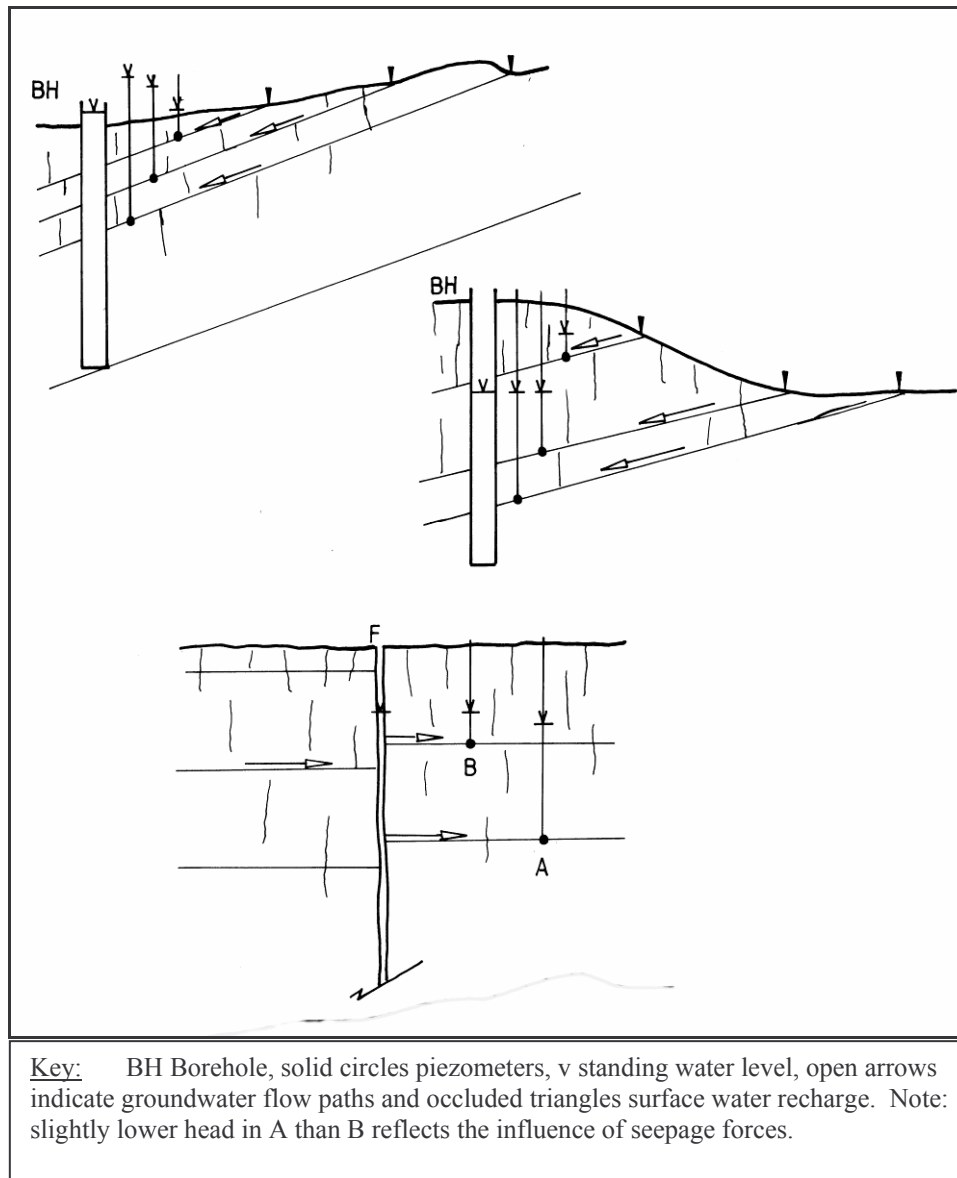 BH
v v v v
BH
v v v v
F
v v v
B
A
Key: BH Borehole, solid circles piezometers, v standing water level, open arrows
indicate groundwater flow paths and occluded triangles surface water recharge. Note:
slightly lower head in A than B reflects the influence of seepage forces.